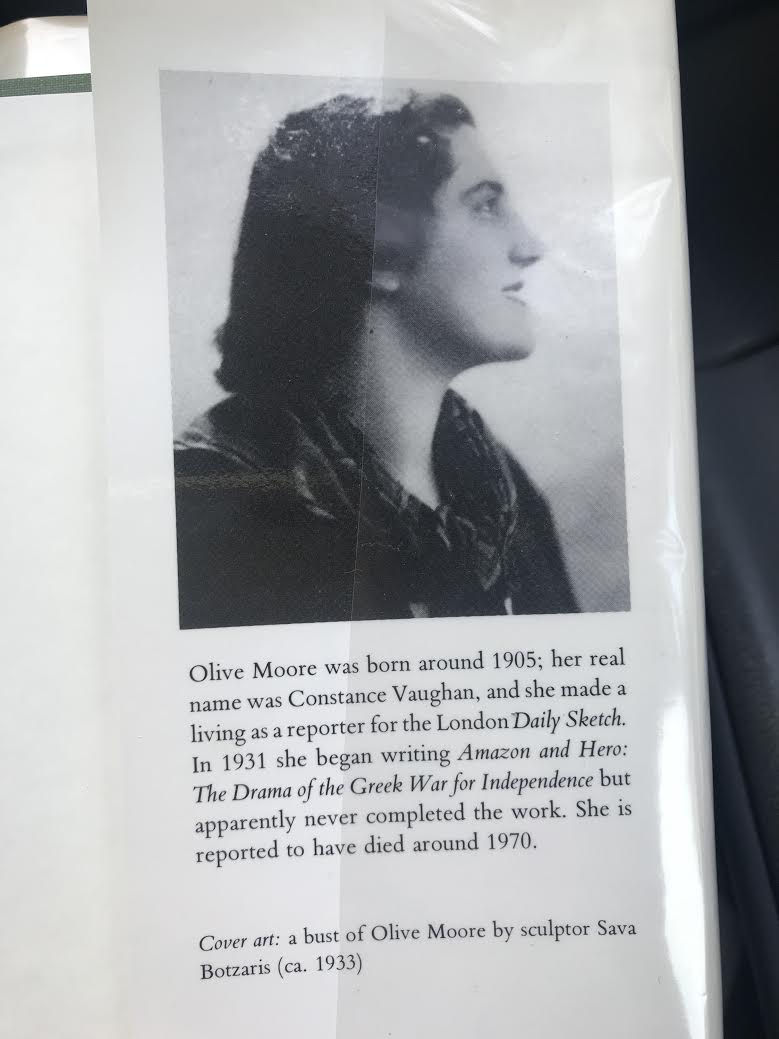 Olive Moore was born around 1905; her real
name was Constance Vaughan, and she made a
living as a reporter for the London Daily Sketch.
In 1931 she began writing Amazon and Hero:
The Drama of the Greek War for Independence but
apparently never completed the work. She is
reported to have died around 1970.
Cover art: a bust of Olive Moore by sculptor Sava
Botzaris (ca. 1933)